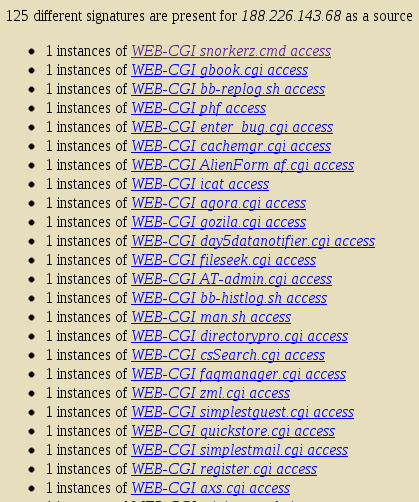 125 different signatures are present for 188.226.143.68 as a source
1 instances of WEB-CGI snorkerz.cmd access
1 instances of WEB-CGI gbook.cgi access
1 instances of WEB-CGI bb-replog.sh access
1 instances of WEB-CGI phf access
1 instances of WEB-CGI enter_bug.cgi access
1 instances of WEB-CGI cachemgr.cgi access
1 instances of WEB-CGI AlienForm af.cgi access
1 instances of WEB-CGI icat access
1 instances of WEB-CGI agora.cgi access
1 instances of WEB-CGI gozila.cgi access
1 instances of WEB-CGI day5datanotifier.cgi access
1 instances of WEB-CGI fileseek.cgi access
1 instances of WEB-CGI AT-admin.cgi access
1 instances of WEB-CGI bb-histlog.sh access
1 instances of WEB-CGI man.sh access
1 instances of WEB-CGI directorypro.cgi access
1 instances of WEB-CGI csSearch.cgi access
1 instances of WEB-CGI faqmanager.cgi access
1 instances of WEB-CGI zml.cgi access
1 instances of WEB-CGI simplestguest.cgi access
1 instances of WEB-CGI quickstore.cgi access
1 instances of WEB-CGI simplestmail.cgi access
1 instances of WEB-CGI register.cgi access
1 instances of WEB-CGI axs.cgi access